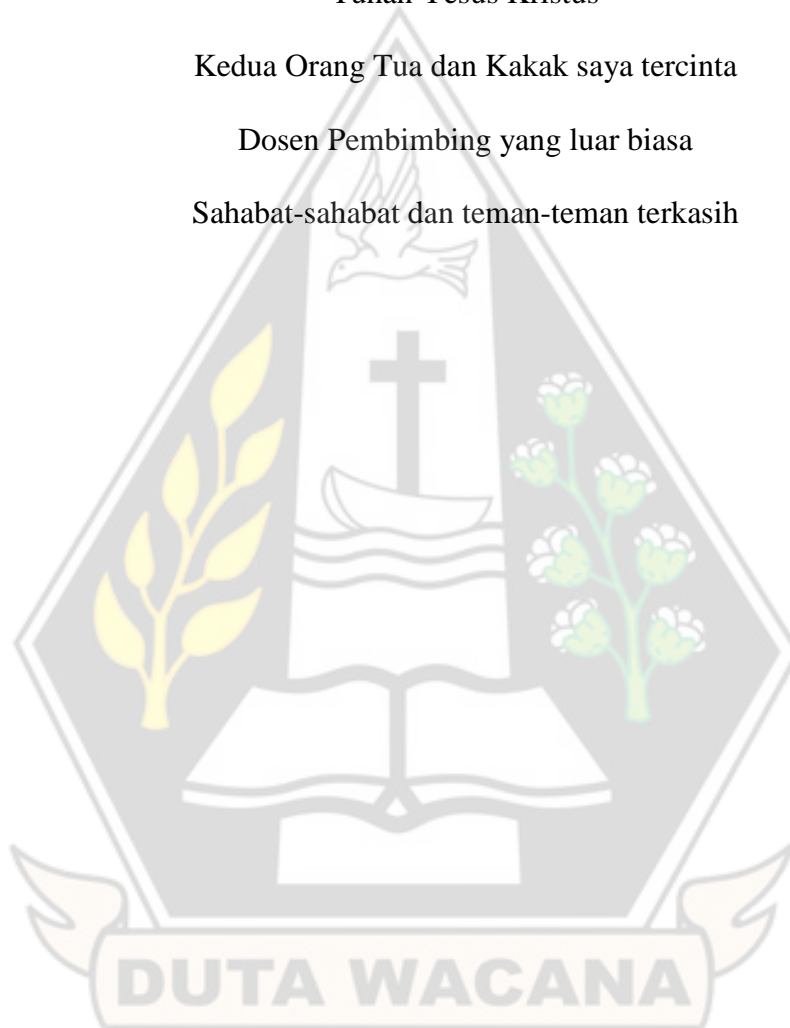 Tuhan Yesus Kristus
Kedua Orang Tua dan Kakak saya tercinta
Dosen Pembimbing yang luar biasa
Sahabat-sahabat dan teman-teman terkasih
DUTA WACANA